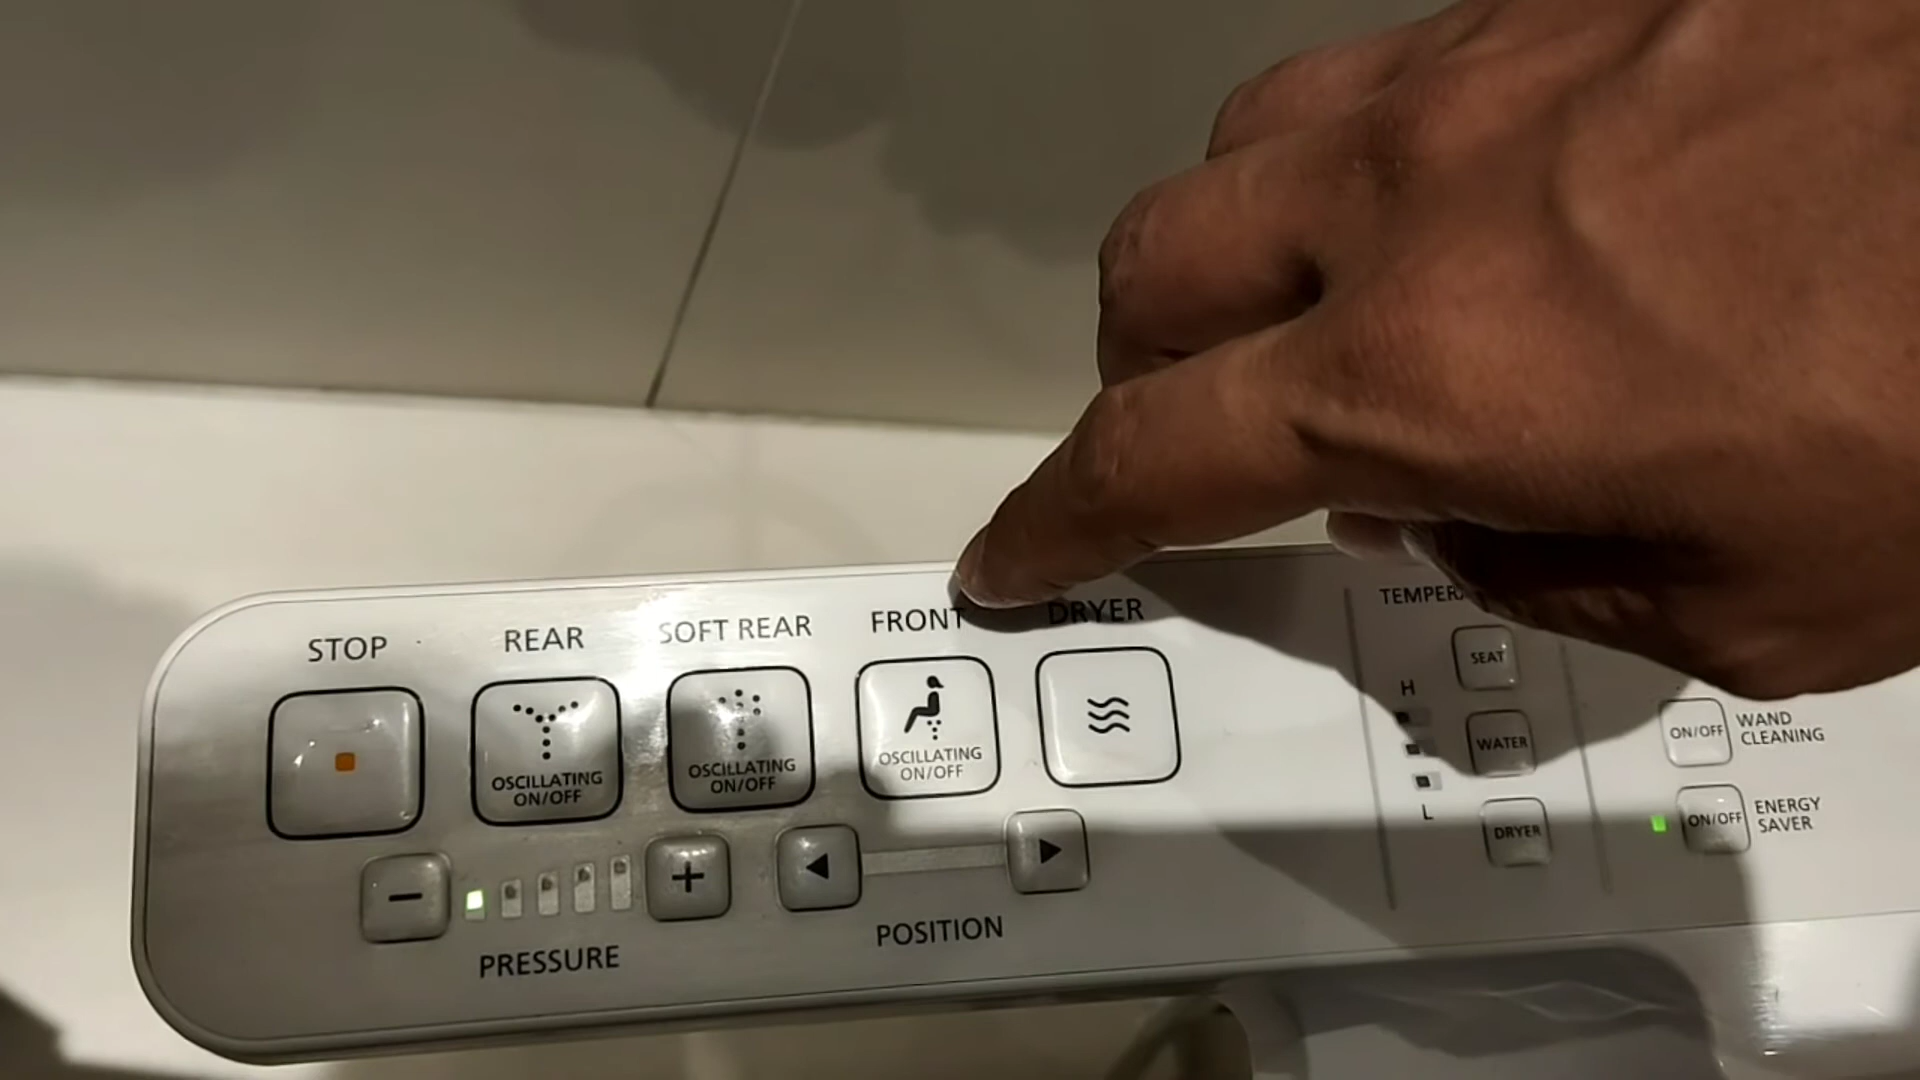 STOP
REAR
SOFT REAR
FRONT
DRYER
OSCILLATING
ON/OFF
OSCILLATING
ON/OFF
OSCILLATING
ON/OFF
PRESSURE
POSITION
H
L
SEAT
WATER
DRYER
ON/OFF
WAND
CLEANING
ON/OFF
ENERGY
SAVER